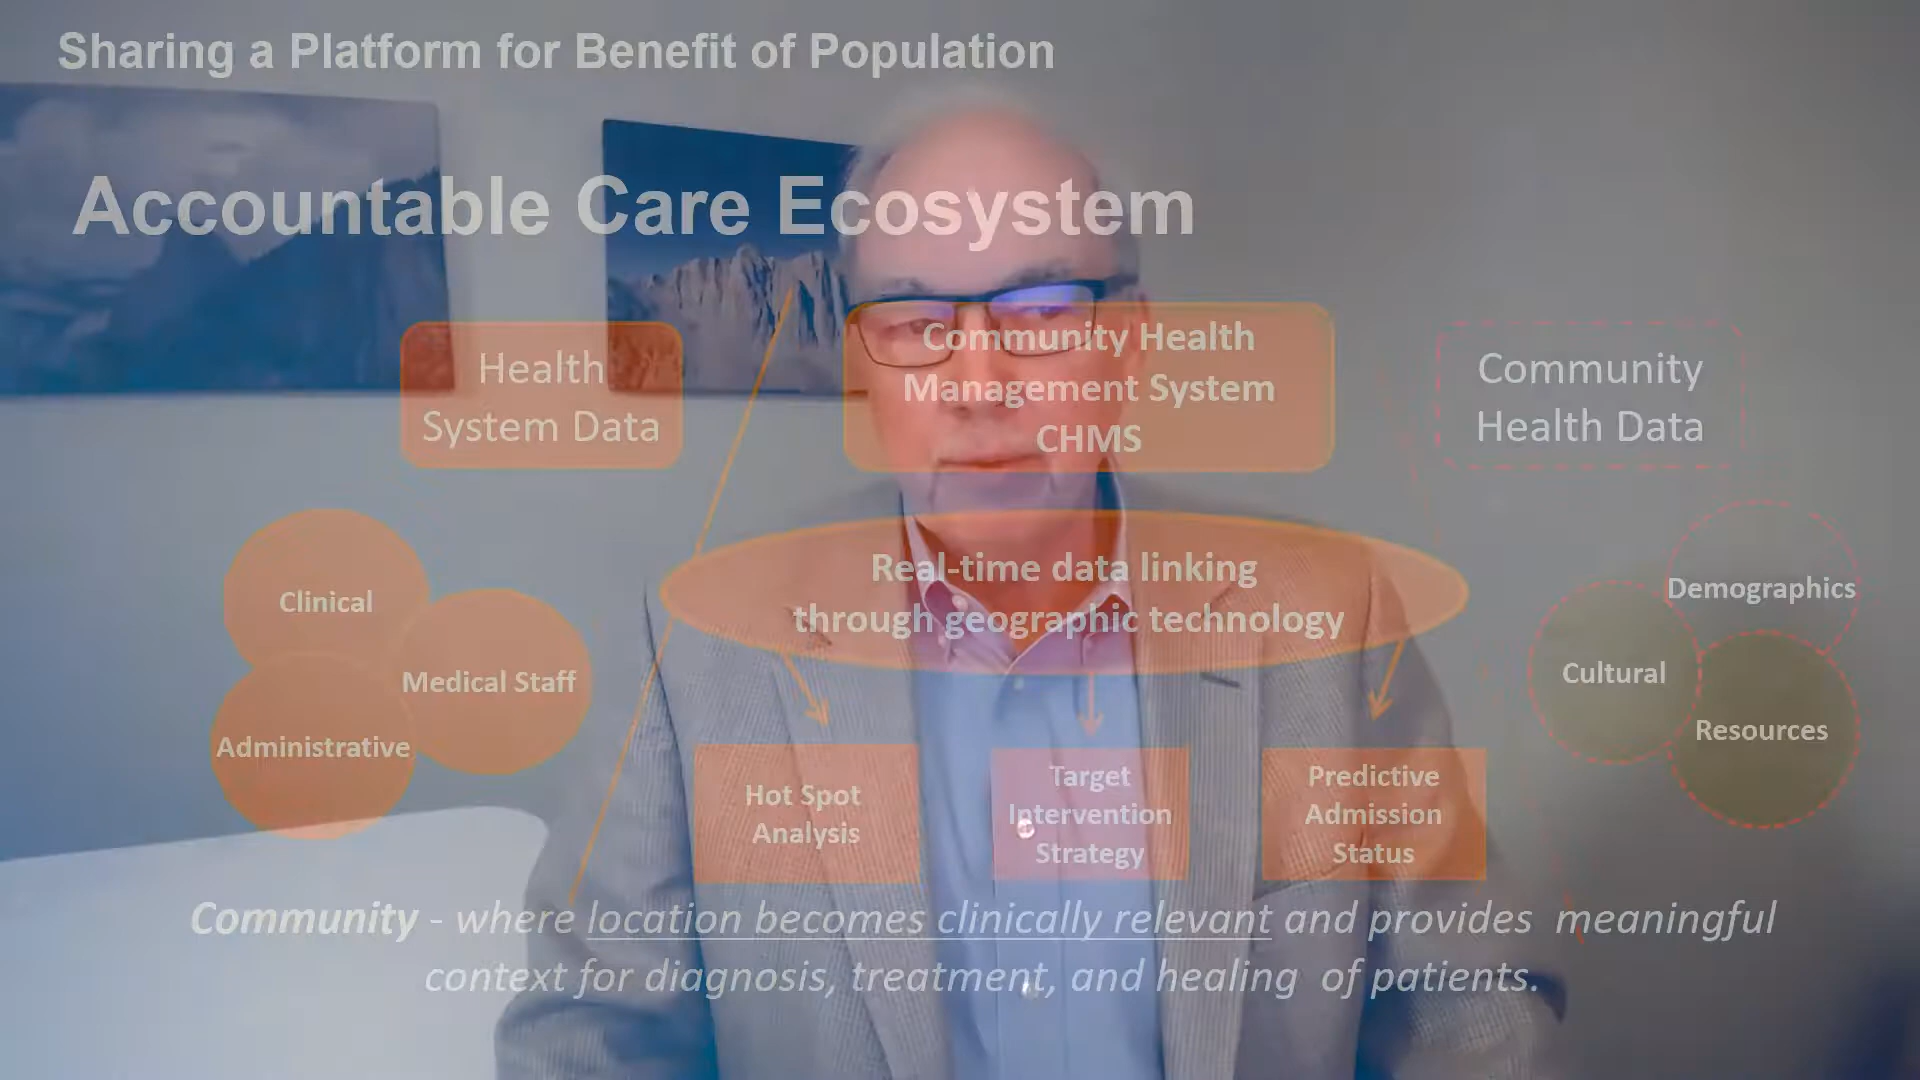 Sharing a Platform for Benefit of Population
Accountable Care Ecosystem
Health
System Data
Community Health
Management System
CHMS
Community
Health Data
Real-time data linking
through geographic technology
Clinical
Medical Staff
Administrative
Demographics
Cultural
Resources
Hot Spot
Analysis
Target
Intervention
Strategy
Predictive
Admission
Status
Community - where location becomes clinically relevant and provides meaningful
context for diagnosis, treatment, and healing of patients.